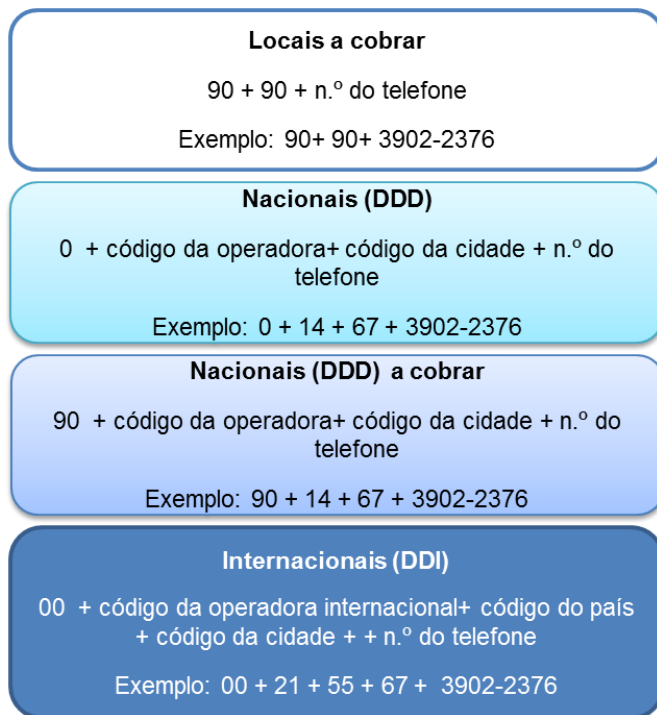 Locais a cobrar
90 + 90 + n.º do telefone
Exemplo: 90+ 90+ 3902-2376
Nacionais (DDD)
0 + código da operadora+ código da cidade + n.º do
telefone
Exemplo: 0 + 14 + 67 + 3902-2376
Nacionais (DDD) a cobrar
90 + código da operadora+ código da cidade + n.º do
telefone
Exemplo: 90 + 14 + 67 + 3902-2376
Internacionais (DDI)
00 + código da operadora internacional+ código do país
+ código da cidade + + n.º do telefone
Exemplo: 00 + 21 + 55 + 67 + 3902-2376